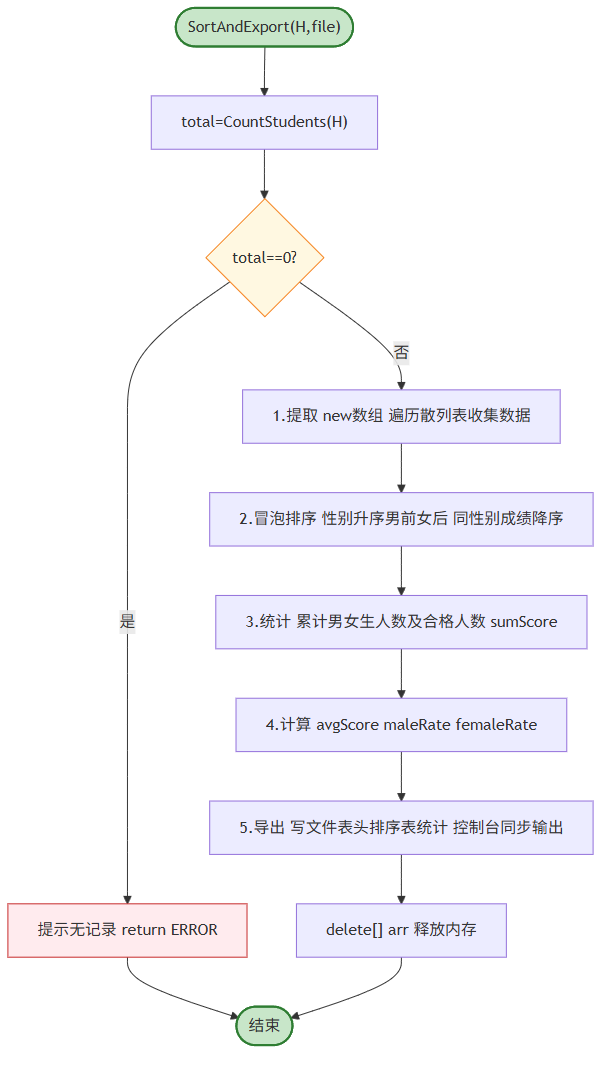 SortAndExport(H,file)
total=CountStudents(H)
total==0?
否
1.提取 new数组 遍历散列表收集数据
2.冒泡排序 性别升序男前女后 同性别成绩降序
是
3.统计 累计男女生人数及合格人数 sumScore
4.计算 avgScore maleRate femaleRate
5.导出 写文件表头排序表统计 控制台同步输出
提示无记录 return ERROR
delete[] arr 释放内存
结束